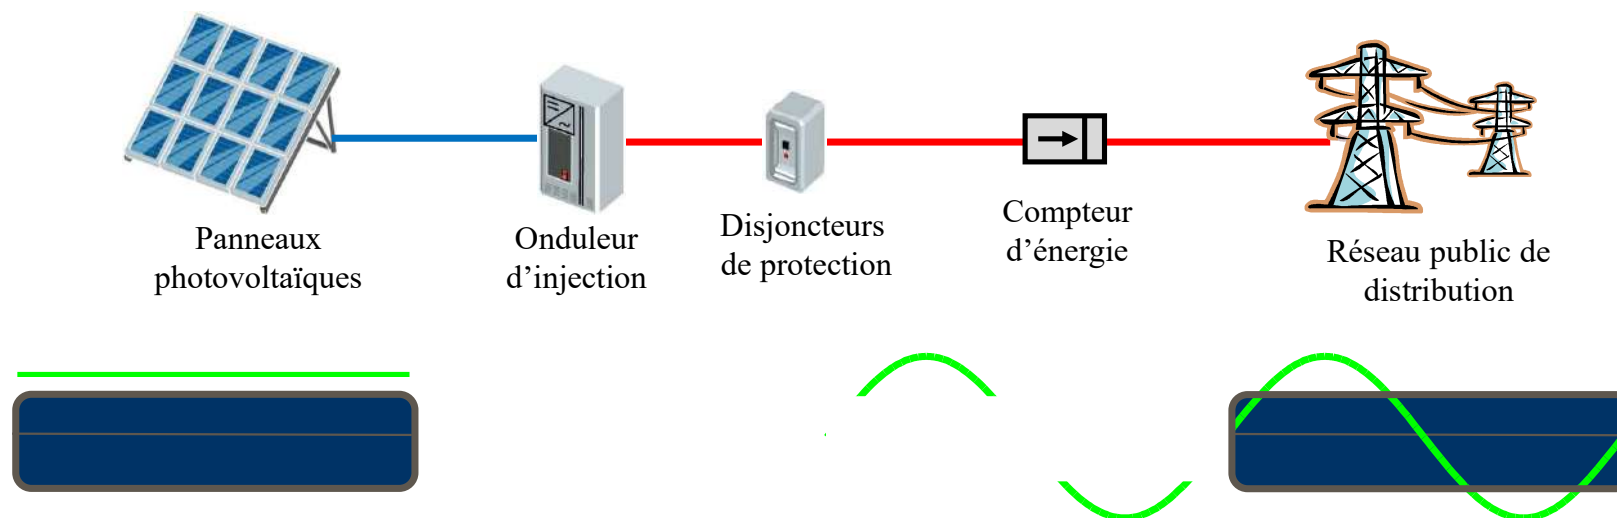 Panneaux
photovoltaïques
Onduleur
d’injection
Disjoncteurs
de protection
Compteur
d’énergie
Réseau public de
distribution